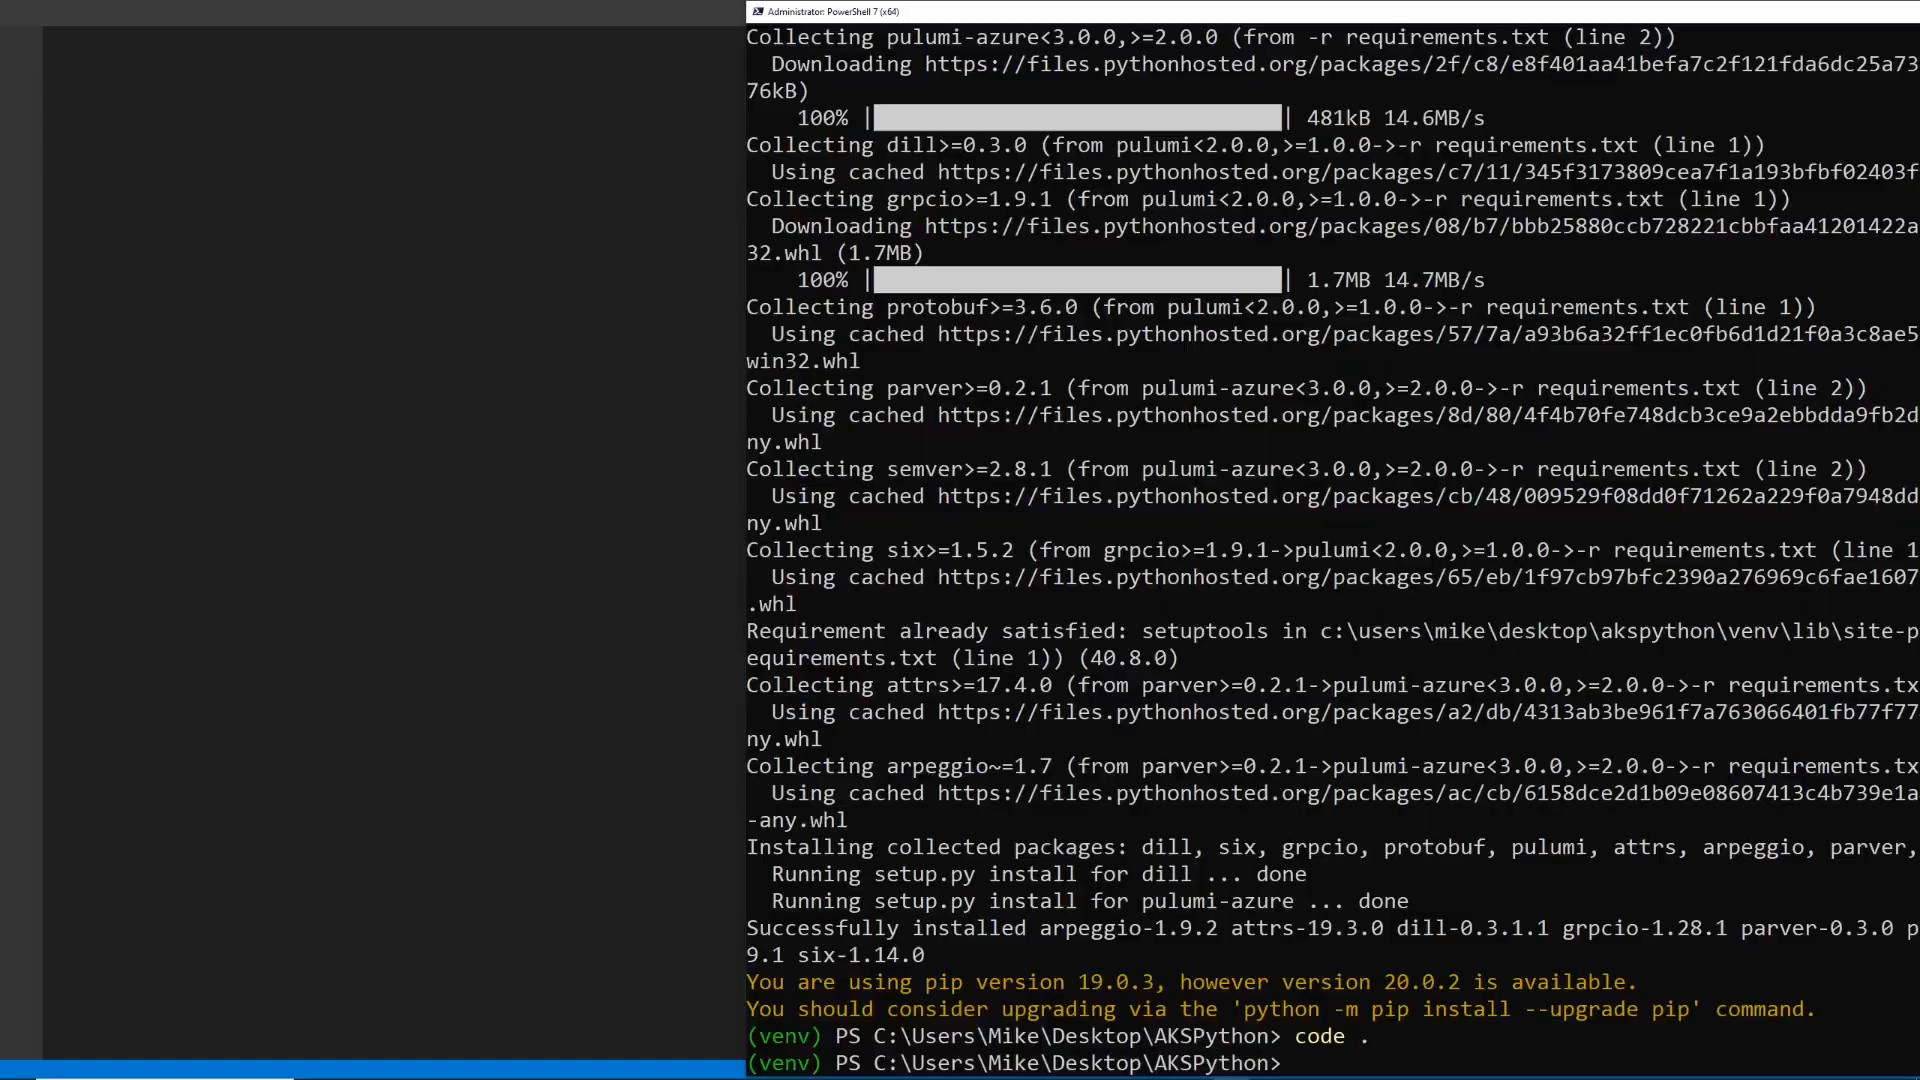 Administrator: PowerShell 7 (x64)
Collecting pulumi-azure<3.0.0,>=2.0.0 (from -r requirements.txt (line 2))
Downloading https://files.pythonhosted.org/packages/2f/c8/e8f401aa41befa7c2f121fda6dc25a73
76kB)
100% | | 481kB 14.6MB/s
Collecting dill>=0.3.0 (from pulumi<2.0.0,>=1.0.0->-r requirements.txt (line 1))
Using cached https://files.pythonhosted.org/packages/c7/11/345f3173809cea7f1a193bfbf02403f
Collecting grpcio>=1.9.1 (from pulumi<2.0.0,>=1.0.0->-r requirements.txt (line 1))
Downloading https://files.pythonhosted.org/packages/08/b7/bbb25880ccb728221cbbfaa41201422a
32.whl (1.7MB)
100% | | 1.7MB 14.7MB/s
Collecting protobuf>=3.6.0 (from pulumi<2.0.0,>=1.0.0->-r requirements.txt (line 1))
Using cached https://files.pythonhosted.org/packages/57/7a/a93b6a32ff1ec0fb6d1d21f0a3c8ae5
win32.whl
Collecting parver>=0.2.1 (from pulumi-azure<3.0.0,>=2.0.0->-r requirements.txt (line 2))
Using cached https://files.pythonhosted.org/packages/8d/80/4f4b70fe748dcb3ce9a2ebbdda9fb2d
ny.whl
Collecting semver>=2.8.1 (from pulumi-azure<3.0.0,>=2.0.0->-r requirements.txt (line 2))
Using cached https://files.pythonhosted.org/packages/cb/48/009529f08dd0f71262a229f0a7948dd
ny.whl
Collecting six>=1.5.2 (from grpcio>=1.9.1->pulumi<2.0.0,>=1.0.0->-r requirements.txt (line 1
Using cached https://files.pythonhosted.org/packages/65/eb/1f97cb97bfc2390a276969c6fae1607
.whl
Requirement already satisfied: setuptools in c:\users\mike\desktop\akspython\venv\lib\site-p
equirements.txt (line 1)) (40.8.0)
Collecting attrs>=17.4.0 (from parver>=0.2.1->pulumi-azure<3.0.0,>=2.0.0->-r requirements.tx
Using cached https://files.pythonhosted.org/packages/a2/db/4313ab3be961f7a763066401fb77f77
ny.whl
Collecting arpeggio~=1.7 (from parver>=0.2.1->pulumi-azure<3.0.0,>=2.0.0->-r requirements.tx
Using cached https://files.pythonhosted.org/packages/ac/cb/6158dce2d1b09e08607413c4b739e1a
-any.whl
Installing collected packages: dill, six, grpcio, protobuf, pulumi, attrs, arpeggio, parver,
Running setup.py install for dill ... done
Running setup.py install for pulumi-azure ... done
Successfully installed arpeggio-1.9.2 attrs-19.3.0 dill-0.3.1.1 grpcio-1.28.1 parver-0.3.0 p
9.1 six-1.14.0
You are using pip version 19.0.3, however version 20.0.2 is available.
You should consider upgrading via the 'python -m pip install --upgrade pip' command.
(venv) PS C:\Users\Mike\Desktop\AKSPython> code .
(venv) PS C:\Users\Mike\Desktop\AKSPython>